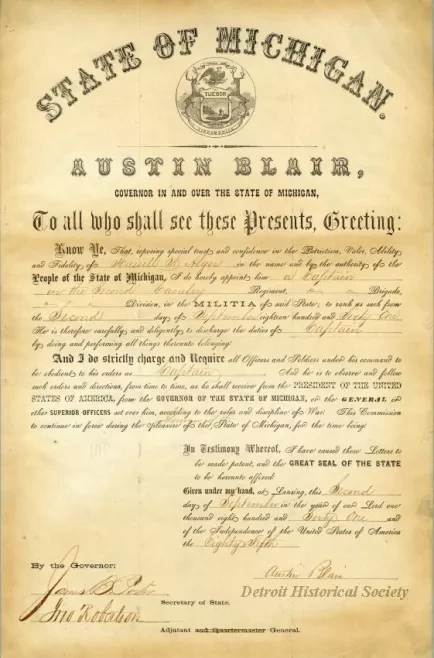 STATE OF MICHIGAN.
TUEBOR
AUSTIN BLAIR,
GOVERNOR IN AND OVER THE STATE OF MICHIGAN,
To all who shall see these Presents, Greeting:
Know Ye, That, reposing special trust and confidence in the Patriotism, Valor, Ability
and Fidelity, of Russell A. Alger in the name and by the authority, of the
People of the State of Michigan, I do hereby appoint him a Captain
in the Second Cavalry Regiment, Brigade,
Division, in the MILITIA of said State; to rank as such from
the Second day of September eighteen hundred and Sixty One
He is therefore carefully and diligently to discharge the duties of Captain
by doing and performing all things thereunto belonging:
And I do strictly charge and Require all Officers and Soldiers under his command to
be obedient to his orders as Captain And he is to observe and follow
such orders and directions, from time to time, as he shall receive from the PRESIDENT OF THE UNITED
STATES OF AMERICA, from the GOVERNOR OF THE STATE OF MICHIGAN, or the GENERAL or
other SUPERIOR OFFICERS set over him, according to the rules and discipline of War. This Commission
to continue in force during the pleasure of the State of Michigan, for the time being.
In Testimony Whereof, I have caused these Letters to
be made patent, and the GREAT SEAL OF THE STATE
to be hereunto affixed
Given under my hand, at Lansing, this Second
day of September in the year of our Lord one
thousand eight hundred and Sixty One and
of the Independence of the United States of America
the Eighty Fifth
By the Governor:
Austin Blair
James B. Porter
Secretary of State.
Detroit Historical Society
Jno Robertson
Adjutant and Quartermaster General.